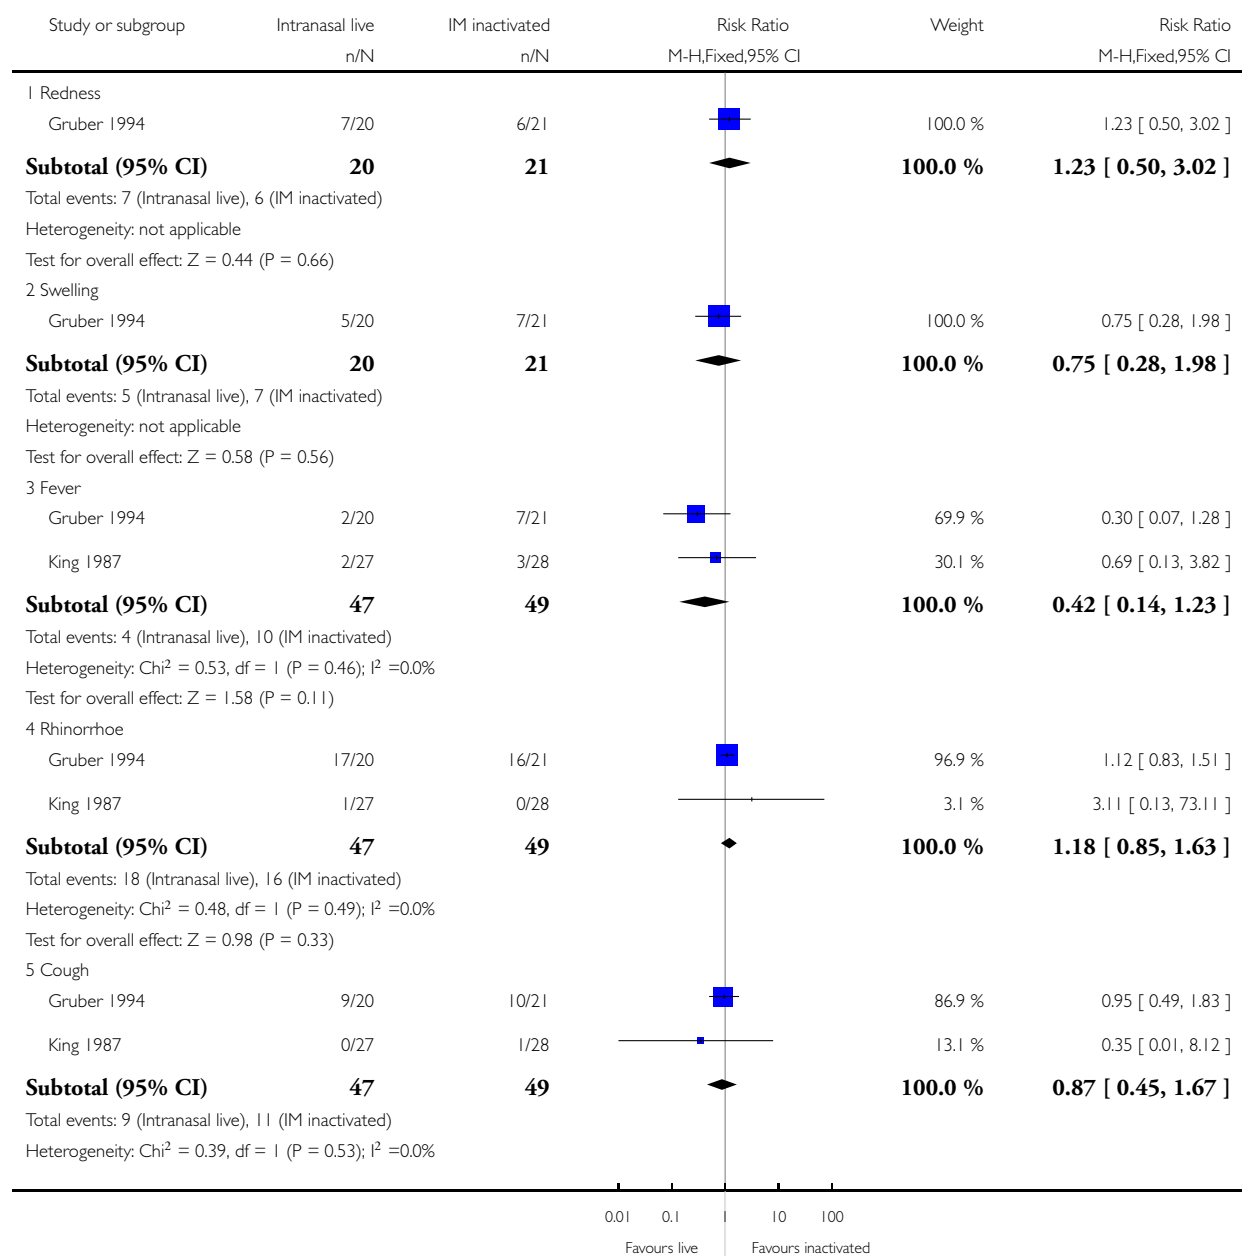 Study or subgroup Intranasal live IM inactivated Risk Ratio Weight Risk Ratio
n/N n/N M-H,Fixed,95% CI M-H,Fixed,95% CI
1 Redness
Gruber 1994 7/20 6/21 100.0 % 1.23 [ 0.50, 3.02 ]
Subtotal (95% CI) 20 21 100.0 % 1.23 [ 0.50, 3.02 ]
Total events: 7 (Intranasal live), 6 (IM inactivated)
Heterogeneity: not applicable
Test for overall effect: Z = 0.44 (P = 0.66)
2 Swelling
Gruber 1994 5/20 7/21 100.0 % 0.75 [ 0.28, 1.98 ]
Subtotal (95% CI) 20 21 100.0 % 0.75 [ 0.28, 1.98 ]
Total events: 5 (Intranasal live), 7 (IM inactivated)
Heterogeneity: not applicable
Test for overall effect: Z = 0.58 (P = 0.56)
3 Fever
Gruber 1994 2/20 7/21 69.9 % 0.30 [ 0.07, 1.28 ]
King 1987 2/27 3/28 30.1 % 0.69 [ 0.13, 3.82 ]
Subtotal (95% CI) 47 49 100.0 % 0.42 [ 0.14, 1.23 ]
Total events: 4 (Intranasal live), 10 (IM inactivated)
Heterogeneity: Chi² = 0.53, df = 1 (P = 0.46); I² =0.0%
Test for overall effect: Z = 1.58 (P = 0.11)
4 Rhinorrhoe
Gruber 1994 17/20 16/21 96.9 % 1.12 [ 0.83, 1.51 ]
King 1987 1/27 0/28 3.1 % 3.11 [ 0.13, 73.11 ]
Subtotal (95% CI) 47 49 100.0 % 1.18 [ 0.85, 1.63 ]
Total events: 18 (Intranasal live), 16 (IM inactivated)
Heterogeneity: Chi² = 0.48, df = 1 (P = 0.49); I² =0.0%
Test for overall effect: Z = 0.98 (P = 0.33)
5 Cough
Gruber 1994 9/20 10/21 86.9 % 0.95 [ 0.49, 1.83 ]
King 1987 0/27 1/28 13.1 % 0.35 [ 0.01, 8.12 ]
Subtotal (95% CI) 47 49 100.0 % 0.87 [ 0.45, 1.67 ]
Total events: 9 (Intranasal live), 11 (IM inactivated)
Heterogeneity: Chi² = 0.39, df = 1 (P = 0.53); I² =0.0%
0.01 0.1 1 10 100
Favours live Favours inactivated